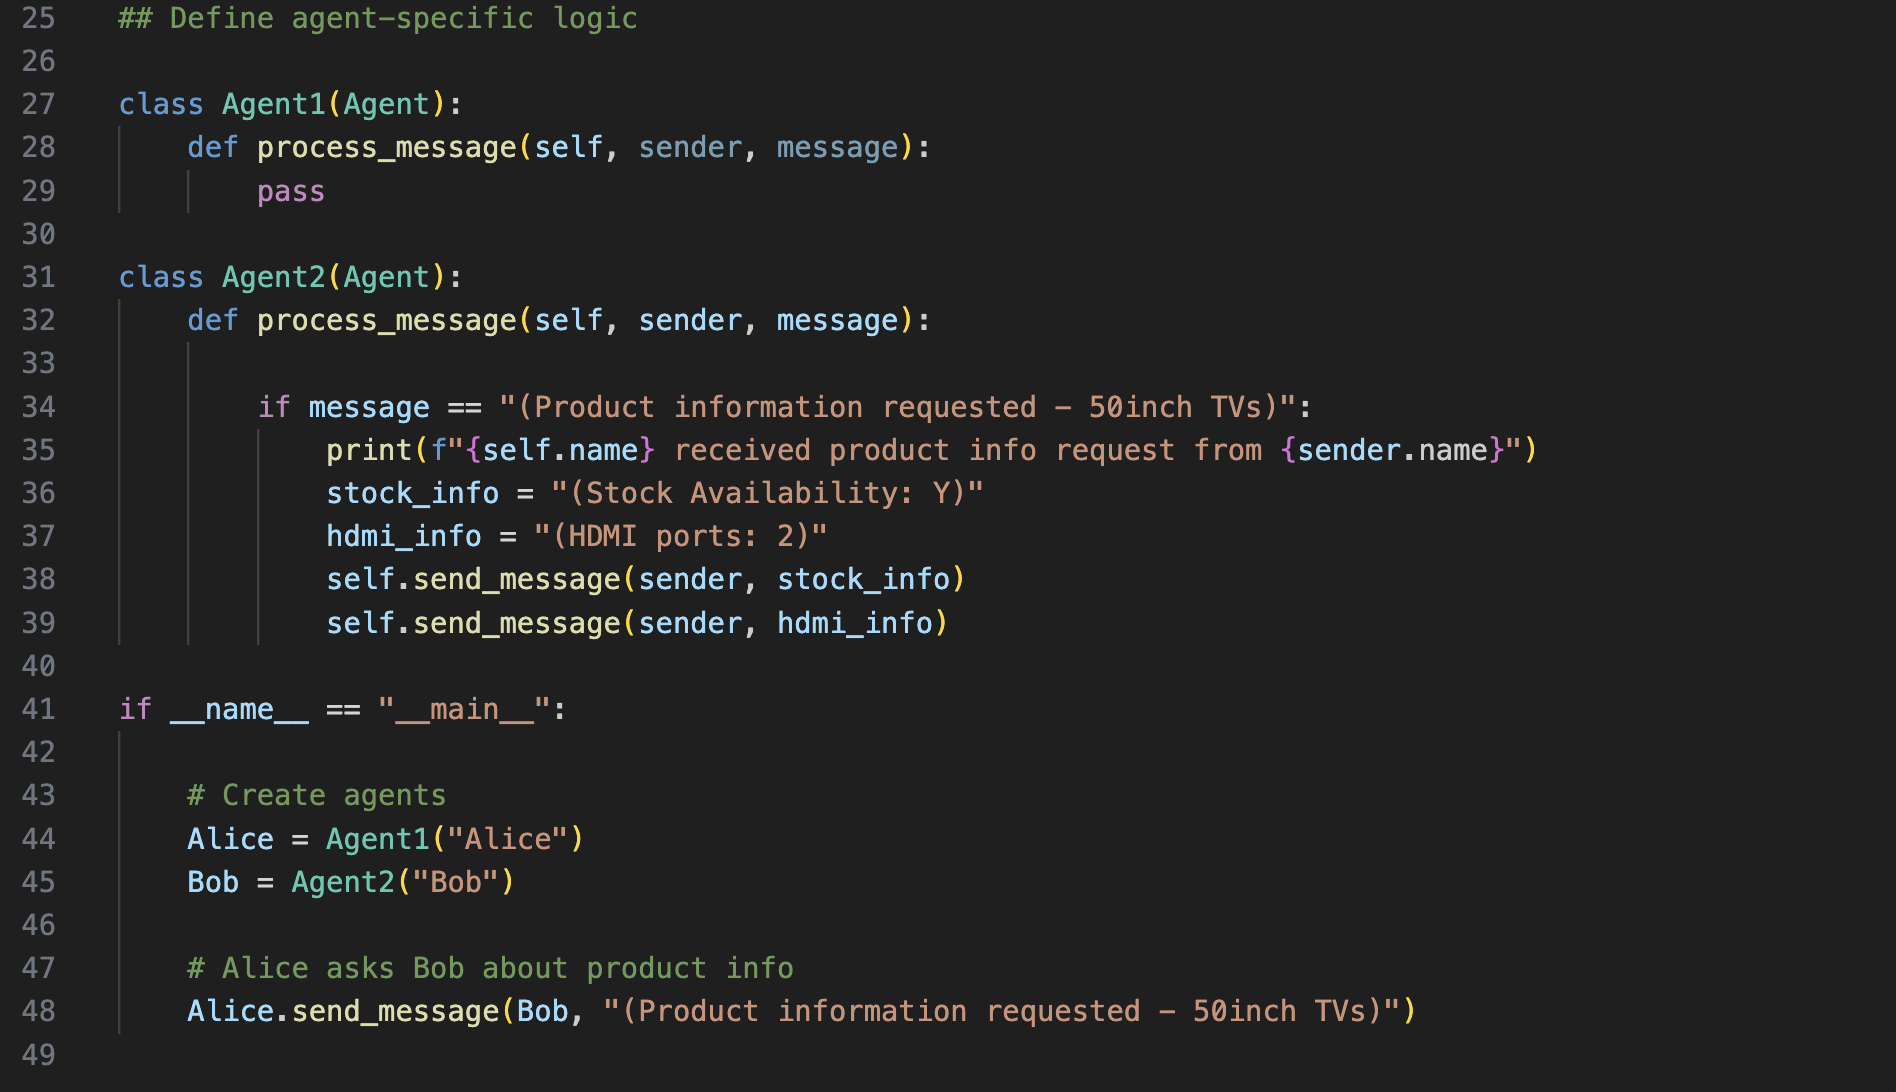 25 ## Define agent-specific logic
26
27 class Agent1(Agent):
28     def process_message(self, sender, message):
29         pass
30
31 class Agent2(Agent):
32     def process_message(self, sender, message):
33
34         if message == "(Product information requested - 50inch TVs)":
35             print(f"{self.name} received product info request from {sender.name}")
36             stock_info = "(Stock Availability: Y)"
37             hdmi_info = "(HDMI ports: 2)"
38             self.send_message(sender, stock_info)
39             self.send_message(sender, hdmi_info)
40
41 if __name__ == "__main__":
42
43     # Create agents
44     Alice = Agent1("Alice")
45     Bob = Agent2("Bob")
46
47     # Alice asks Bob about product info
48     Alice.send_message(Bob, "(Product information requested - 50inch TVs)")
49